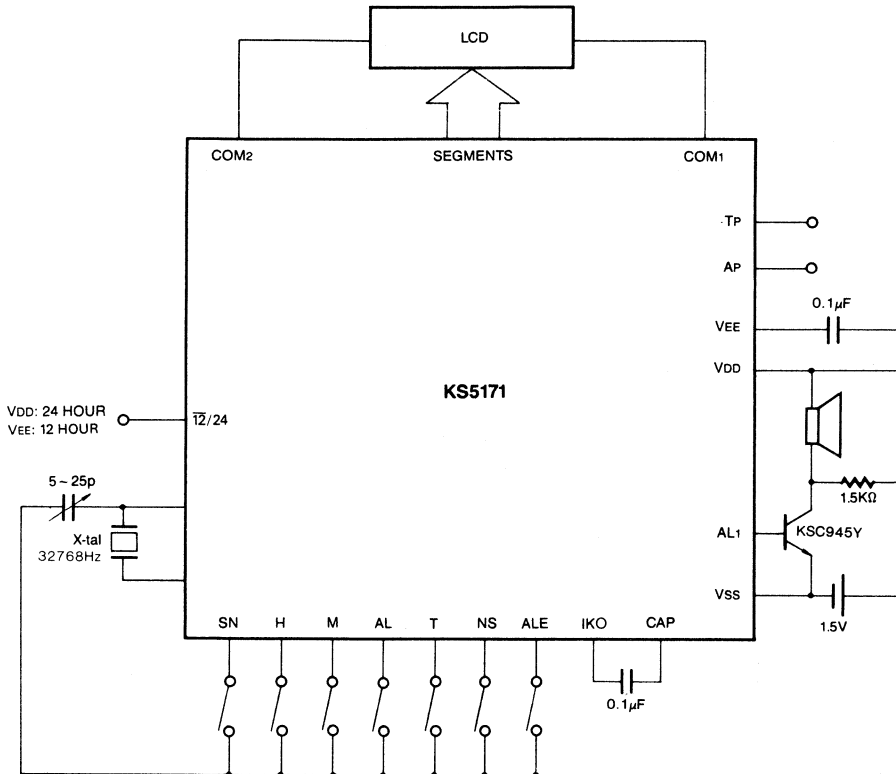 LCD
COM2 SEGMENTS COM1
TP
AP
0.1μF
VEE
VDD
KS5171
VDD: 24 HOUR
VEE: 12 HOUR
12/24
5~25p
1.5KΩ
X-tal
32768Hz
AL1
KSC945Y
VSS
1.5V
SN H M AL T NS ALE IKO CAP
0.1μF